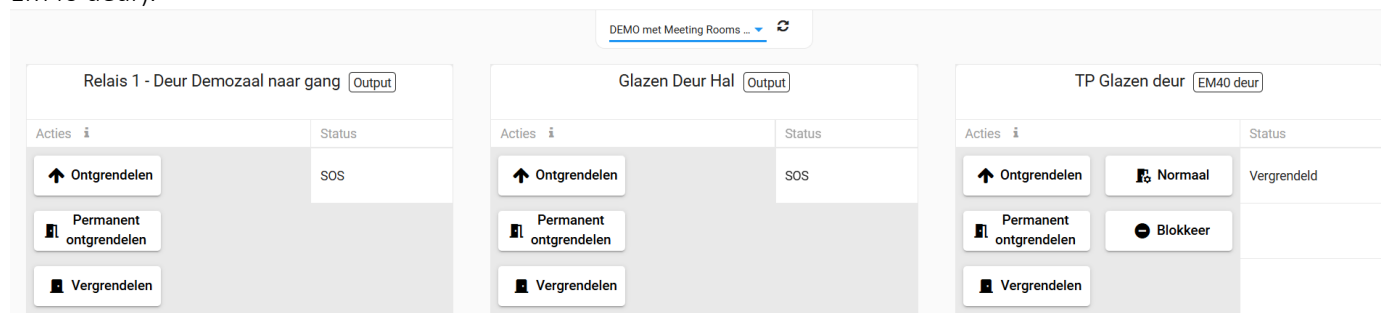 EM40 deur).
DEMO met Meeting Rooms ...
Relais 1 - Deur Demozaal naar gang Output
Acties i Status
Ontgrendelen SOS
Permanent
ontgrendelen
Vergrendelen
Glazen Deur Hal Output
Acties i Status
Ontgrendelen SOS
Permanent
ontgrendelen
Vergrendelen
TP Glazen deur EM40 deur
Acties i Status
Ontgrendelen Normaal Vergrendeld
Permanent
ontgrendelen Blokkeer
Vergrendelen